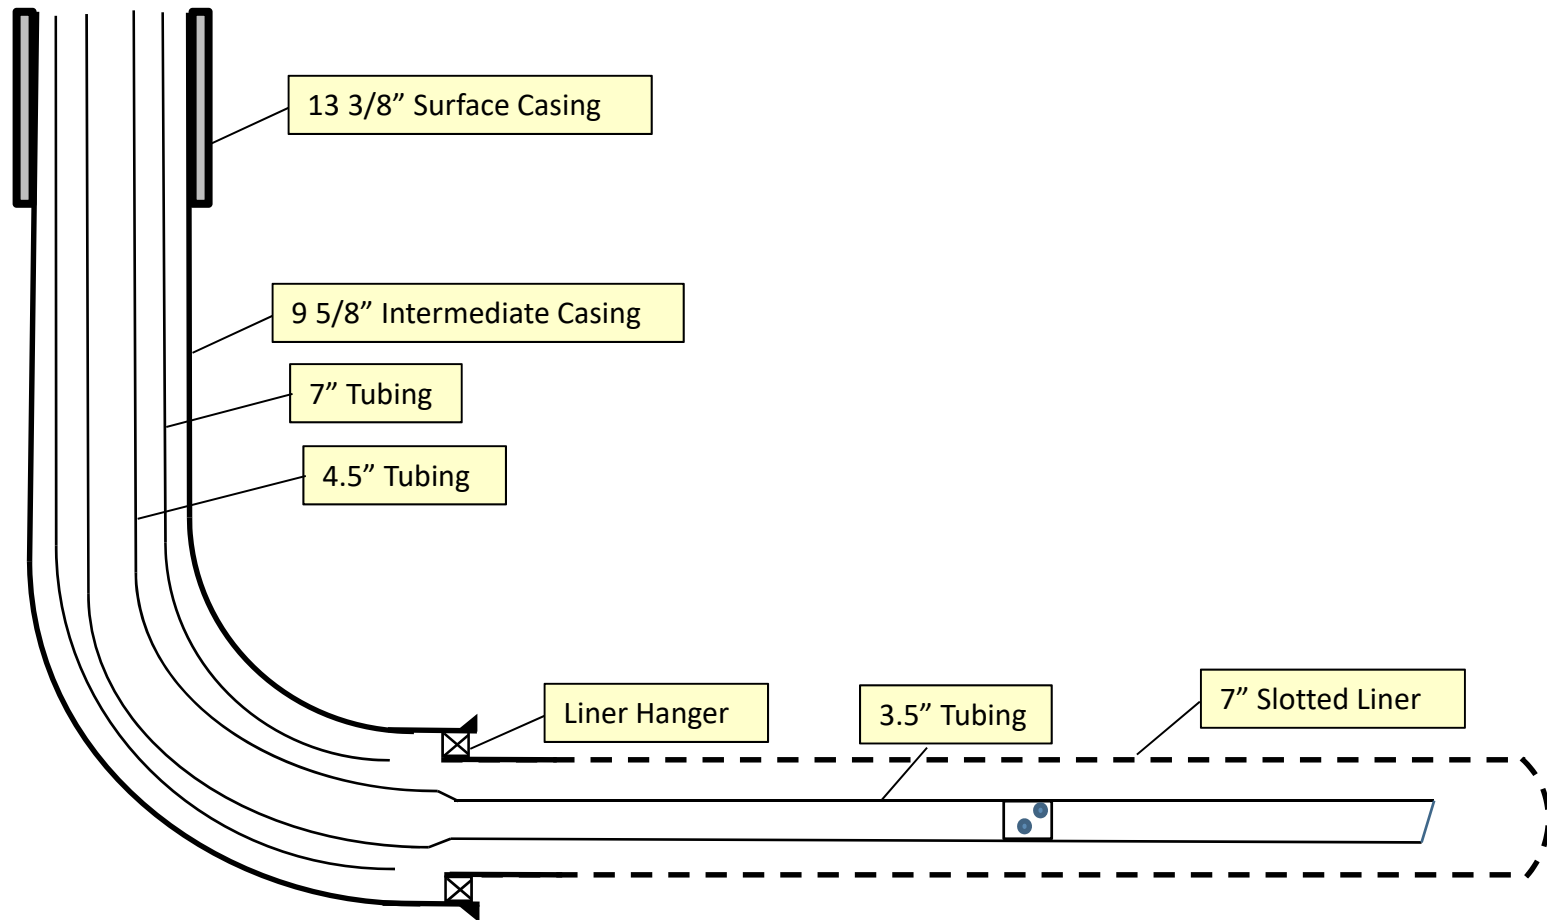 13 3/8” Surface Casing
9 5/8” Intermediate Casing
7” Tubing
4.5” Tubing
Liner Hanger
3.5” Tubing
7” Slotted Liner